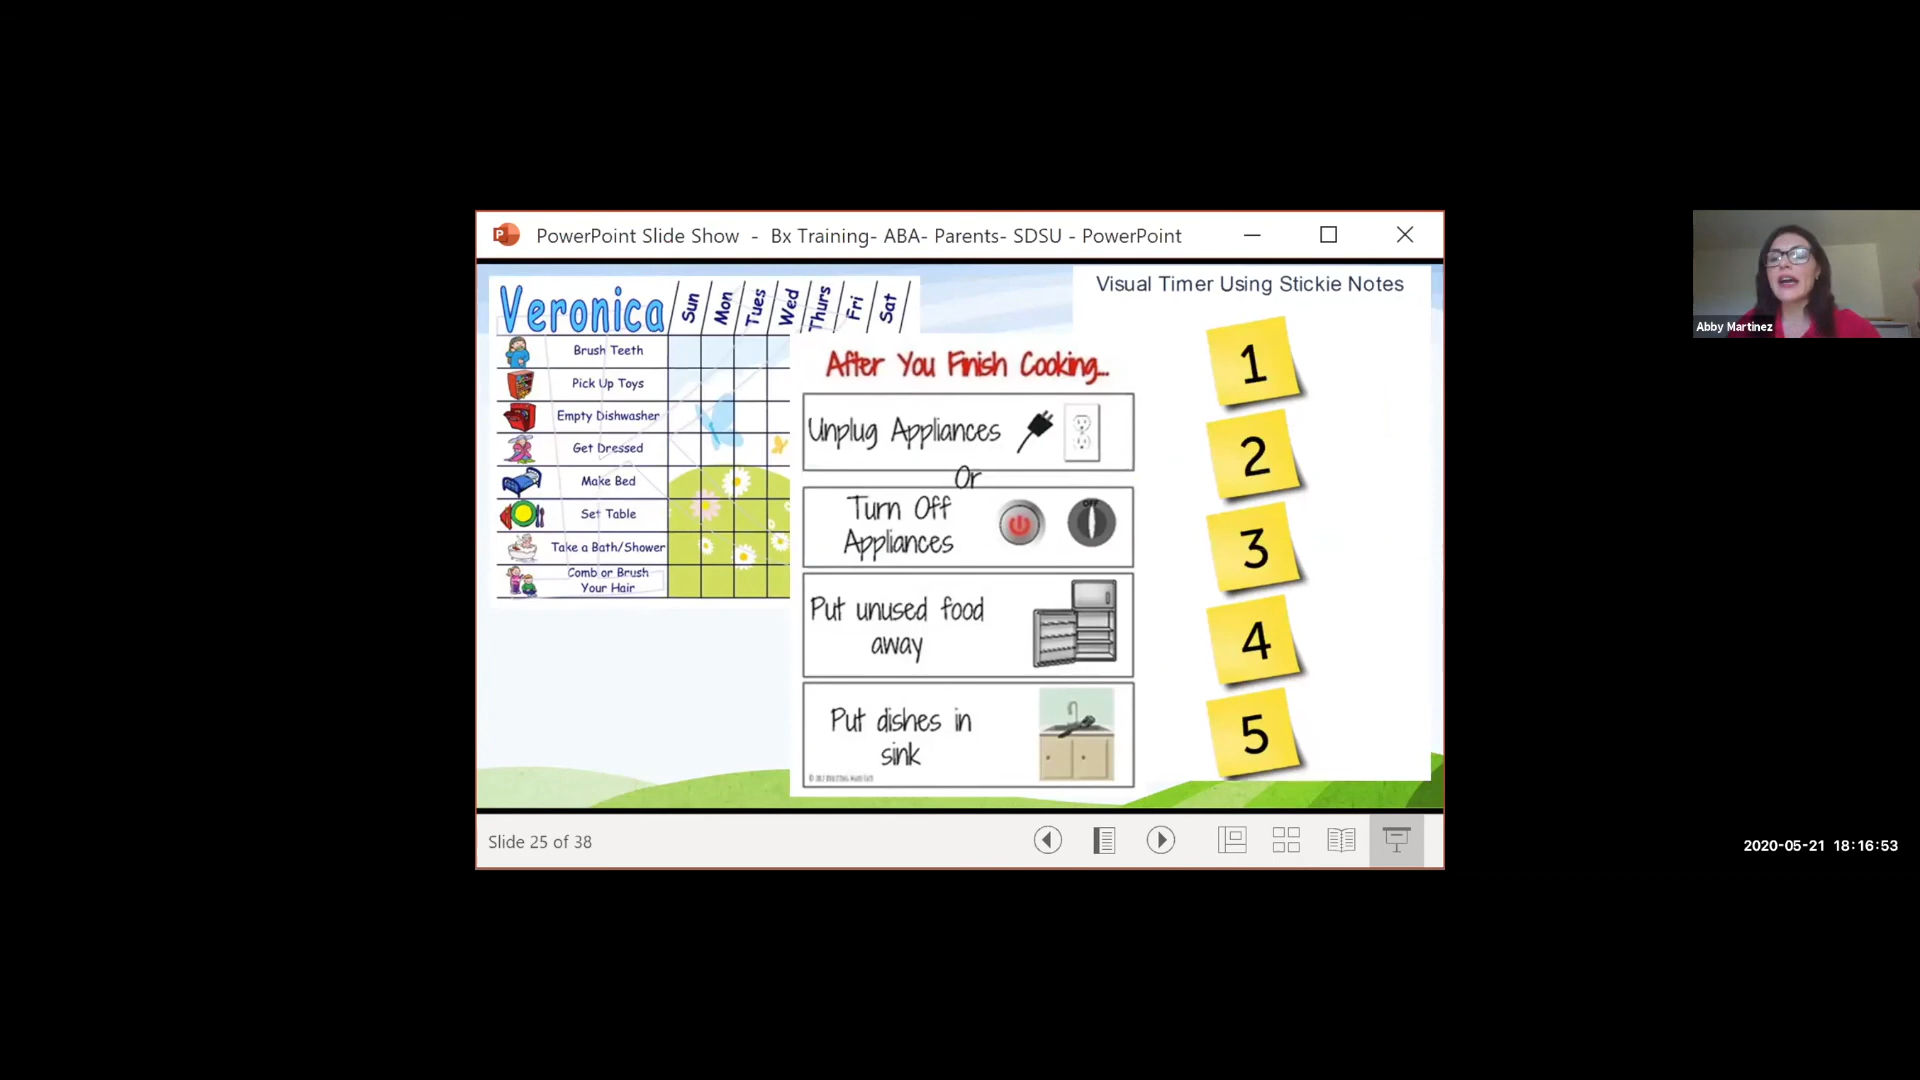 PowerPoint Slide Show - Bx Training- ABA- Parents- SDSU - PowerPoint
Veronica
Sun Mon Tues Wed Thurs Fri Sat
Brush Teeth
Pick Up Toys
Empty Dishwasher
Get Dressed
Make Bed
Set Table
Take a Bath/Shower
Comb or Brush
Your Hair
After You Finish Cooking...
Unplug Appliances
Or
Turn Off
Appliances
OFF
Put unused food
away
Put dishes in
sink
Visual Timer Using Stickie Notes
1
2
3
4
5
Slide 25 of 38
Abby Martinez
2020-05-21 18:16:53